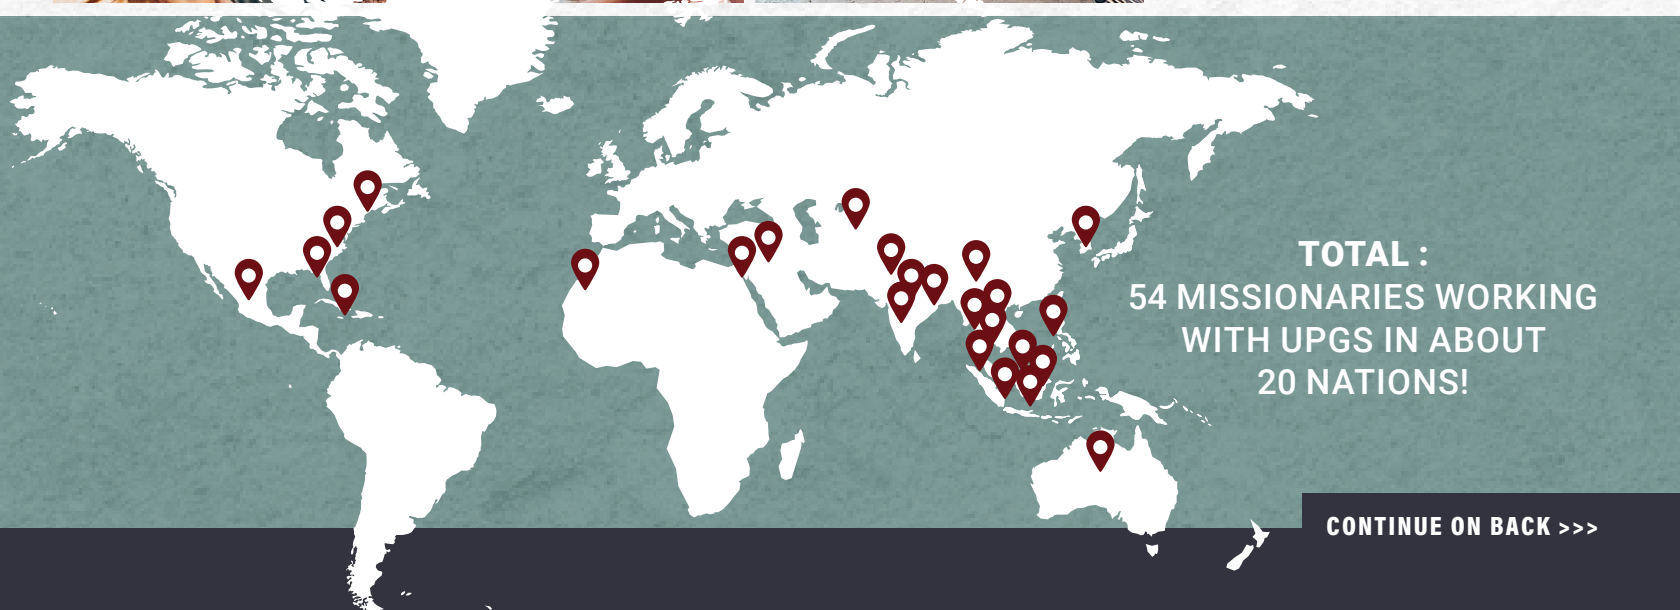 TOTAL :
54 MISSIONARIES WORKING
WITH UPGS IN ABOUT
20 NATIONS!
CONTINUE ON BACK >>>